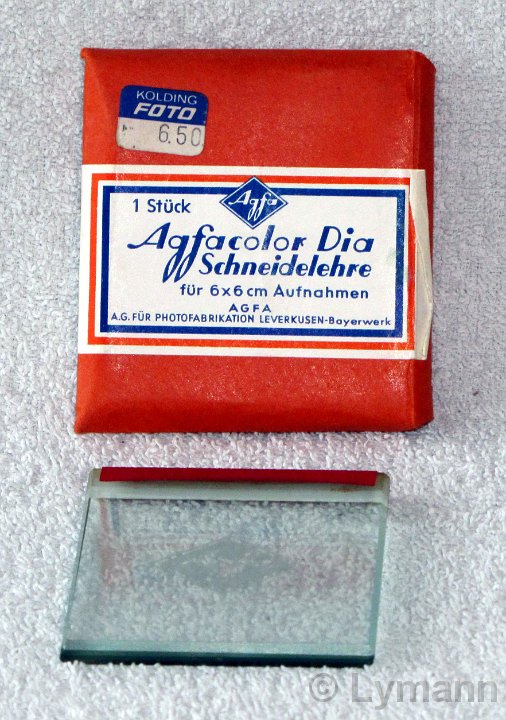 KOLDING
FOTO
6.50
Agfa
1 Stück
Agfacolor Dia
Schneidelehre
für 6x6cm Aufnahmen
AGFA
A.G. FÜR PHOTOFABRIKATION LEVERKUSEN-Bayerwerk
© Lymann